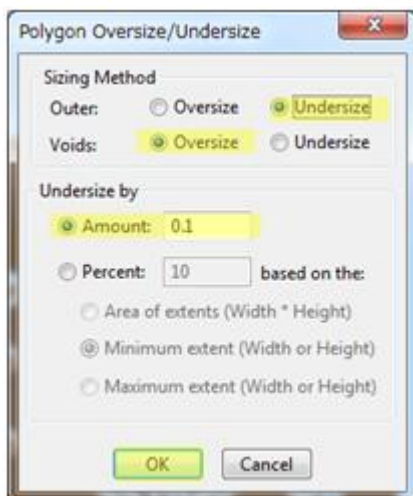 Polygon Oversize/Undersize
Sizing Method
Outer: Oversize Undersize
Voids: Oversize Undersize
Undersize by
Amount: 0.1
Percent: 10 based on the:
Area of extents (Width * Height)
Minimum extent (Width or Height)
Maximum extent (Width or Height)
OK Cancel